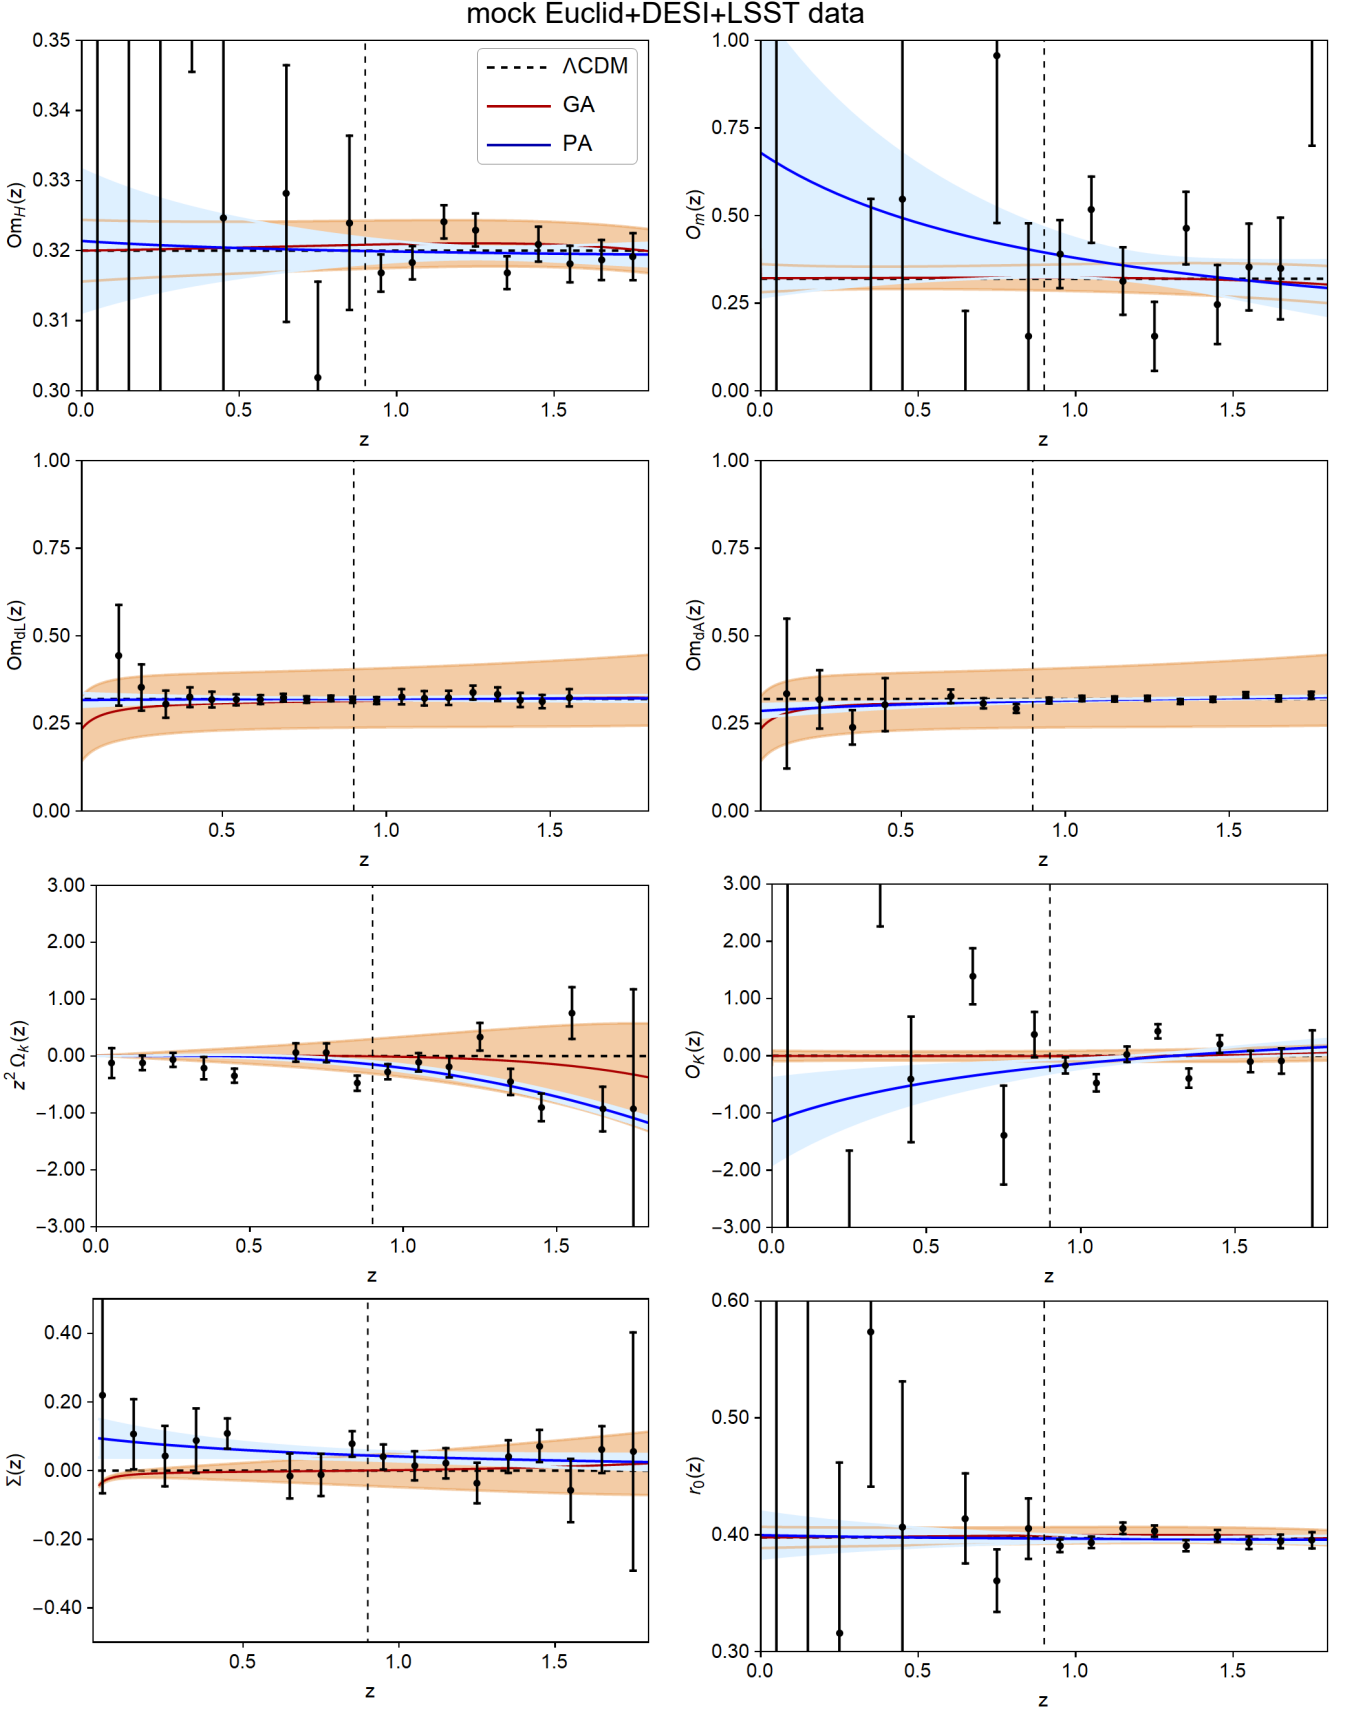 mock Euclid+DESI+LSST data
Om_H(z)
0.35
0.34
0.33
0.32
0.31
0.30
0.0 0.5 1.0 1.5
z
ΛCDM
GA
PA
O_m(z)
1.00
0.75
0.50
0.25
0.00
0.0 0.5 1.0 1.5
z
Om_dL(z)
1.00
0.75
0.50
0.25
0.00
0.5 1.0 1.5
z
Om_dA(z)
1.00
0.75
0.50
0.25
0.00
0.5 1.0 1.5
z
z² Ω_k(z)
3.00
2.00
1.00
0.00
−1.00
−2.00
−3.00
0.0 0.5 1.0 1.5
z
O_K(z)
3.00
2.00
1.00
0.00
−1.00
−2.00
−3.00
0.0 0.5 1.0 1.5
z
Σ(z)
0.40
0.20
0.00
−0.20
−0.40
0.5 1.0 1.5
z
r_0(z)
0.60
0.50
0.40
0.30
0.0 0.5 1.0 1.5
z